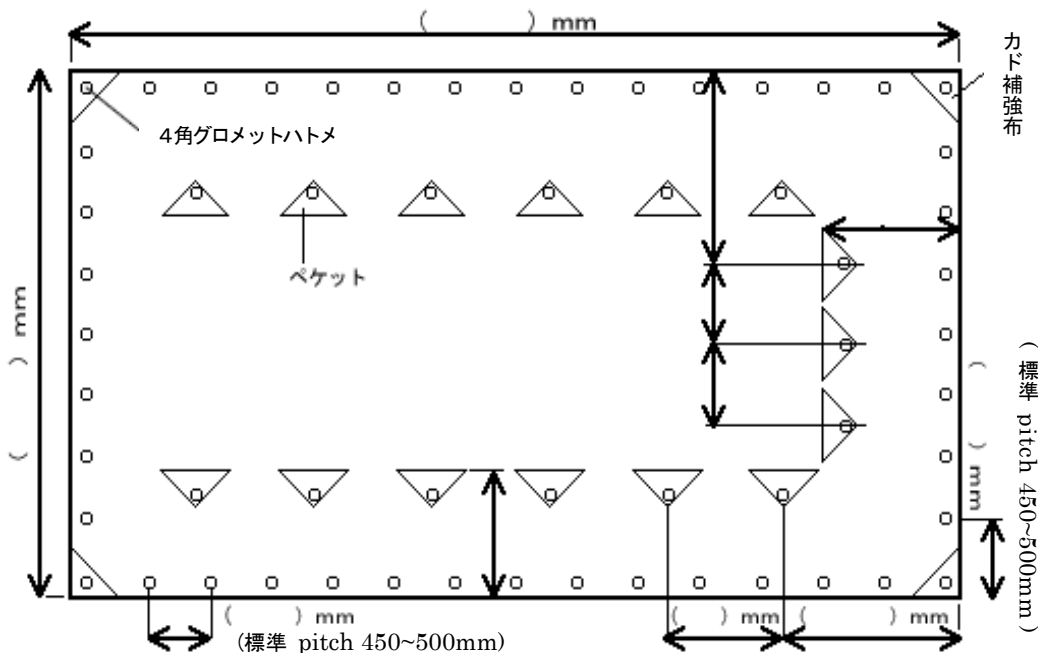 (　　　) mm
カド補強布
4角グロメットハトメ
ペケット
(　　　) mm
(　　　) mm
(標準 pitch 450~500mm)
(　　　) mm
(標準 pitch 450~500mm)
(　　　) mm
(　　　) mm